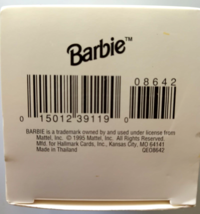 Barbie™
08642
0 15012 39119 0
BARBIE is a trademark owned by and used under license from
Mattel, Inc. © 1995 Mattel, Inc. All Rights Reserved.
Mfd. for Hallmark Cards, Inc., Kansas City, MO 64141
Made in Thailand QEO8642